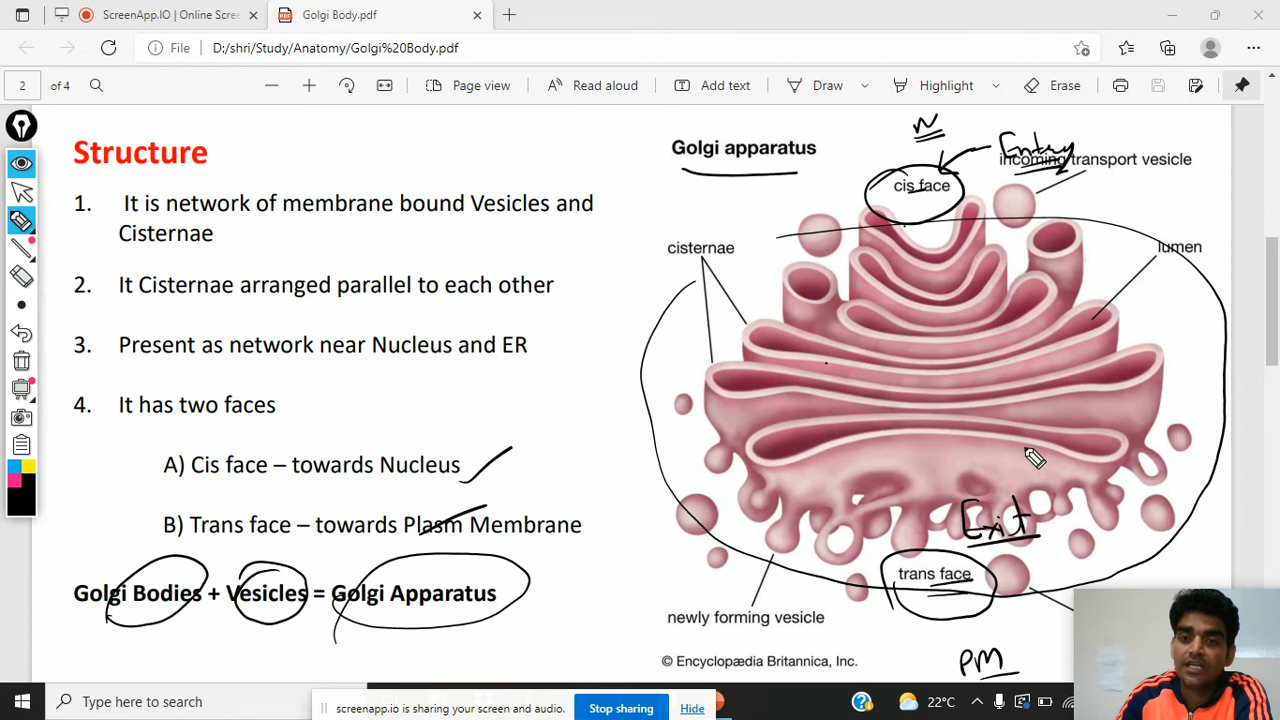 ScreenApp.IO | Online Scree
Golgi Body.pdf
File
D:/shri/Study/Anatomy/Golgi%20Body.pdf
2
of 4
Page view
Read aloud
Add text
Draw
Highlight
Erase
Structure
1. It is network of membrane bound Vesicles and
Cisternae
2. It Cisternae arranged parallel to each other
3. Present as network near Nucleus and ER
4. It has two faces
A) Cis face – towards Nucleus
B) Trans face – towards Plasm Membrane
Golgi Bodies + Vesicles = Golgi Apparatus
N
Golgi apparatus
Entry
incoming transport vesicle
cis face
cisternae
lumen
Exit
trans face
newly forming vesicle
© Encyclopædia Britannica, Inc.
PM
Type here to search
screenapp.io is sharing your screen and audio.
Stop sharing
Hide
22°C